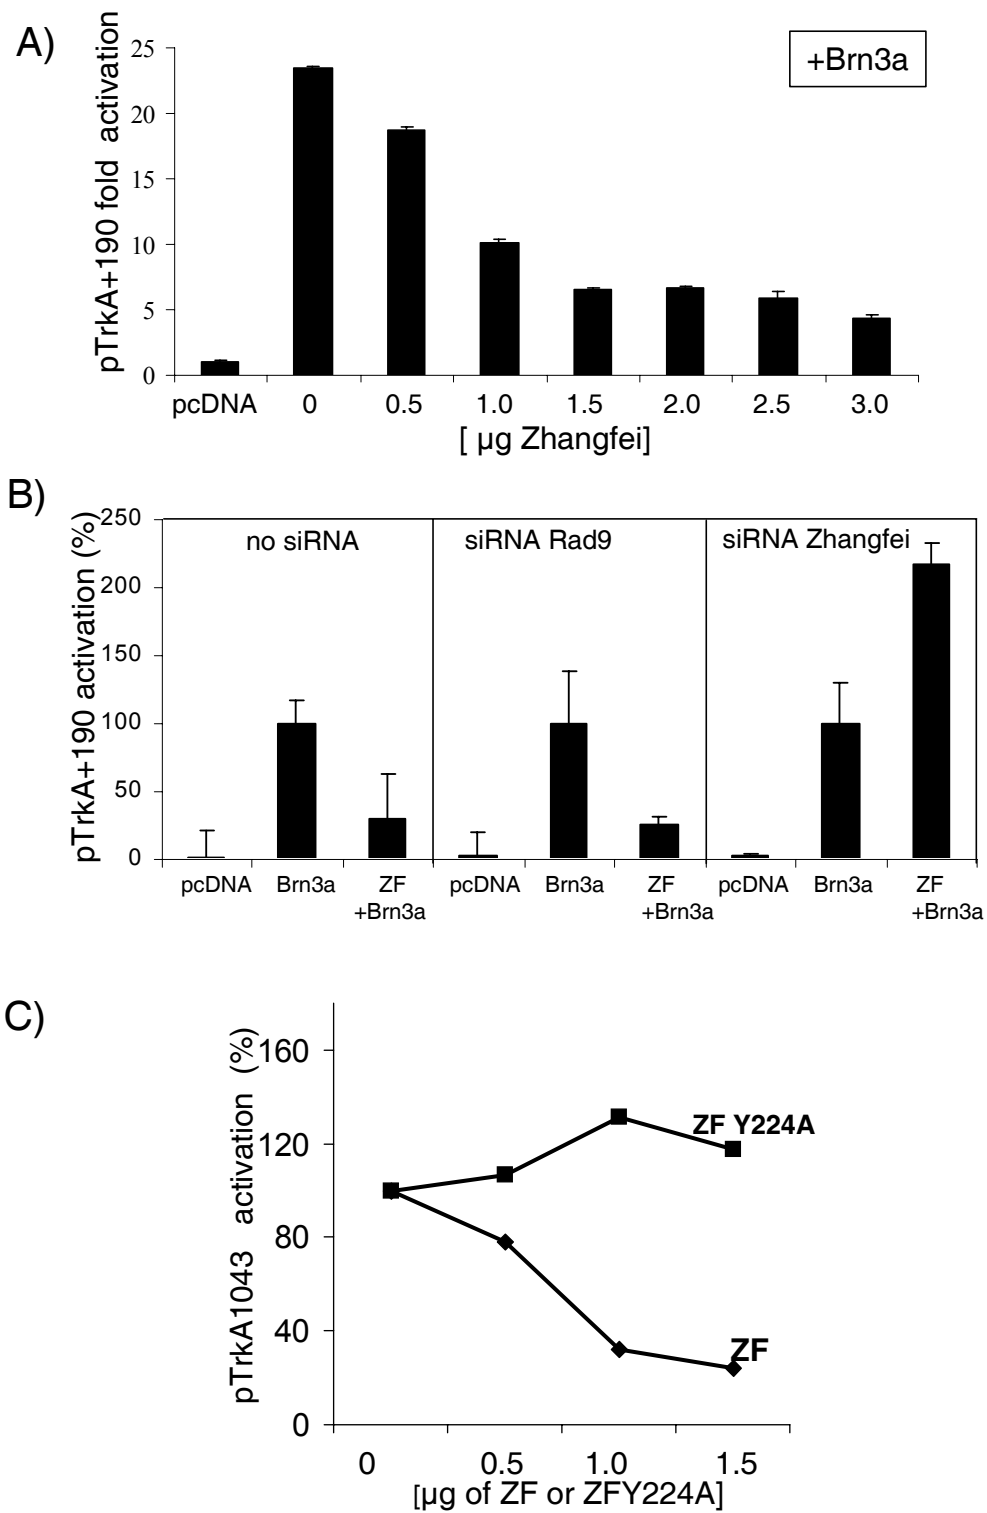 A)
+Brn3a
pTrkA+190 fold activation
25
20
15
10
5
0
pcDNA 0 0.5 1.0 1.5 2.0 2.5 3.0
[ µg Zhangfei]
B)
pTrkA+190 activation (%)
250
200
150
100
50
0
no siRNA siRNA Rad9 siRNA Zhangfei
pcDNA Brn3a ZF pcDNA Brn3a ZF pcDNA Brn3a ZF
+Brn3a +Brn3a +Brn3a
C)
pTrkA1043 activation (%)
160
120
80
40
0
ZF Y224A
ZF
0 0.5 1.0 1.5
[µg of ZF or ZFY224A]